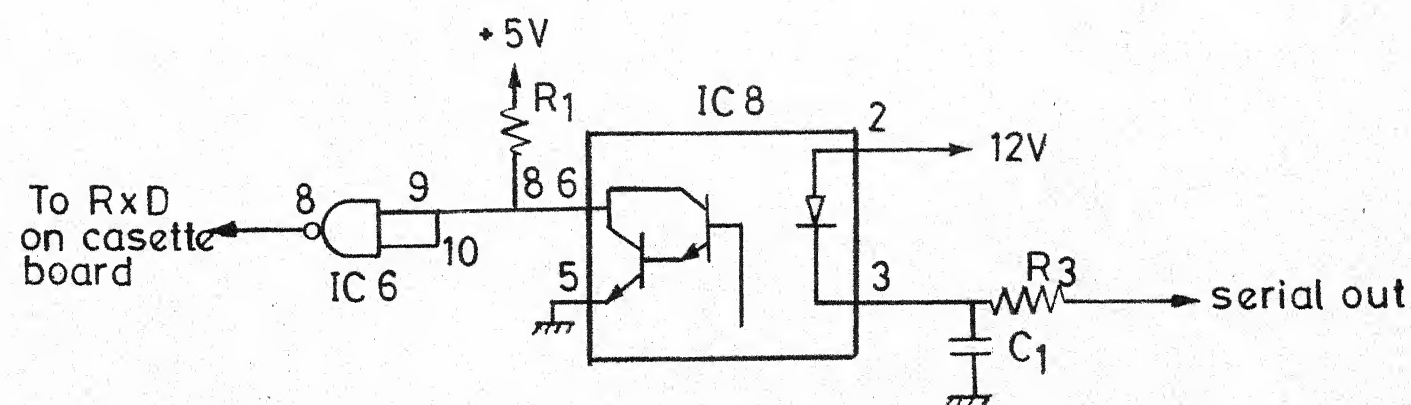 +5V
R1
IC 8
2
12V
To RxD
on casette
board
8
9
10
IC 6
8 6
5
3
R3
serial out
C1